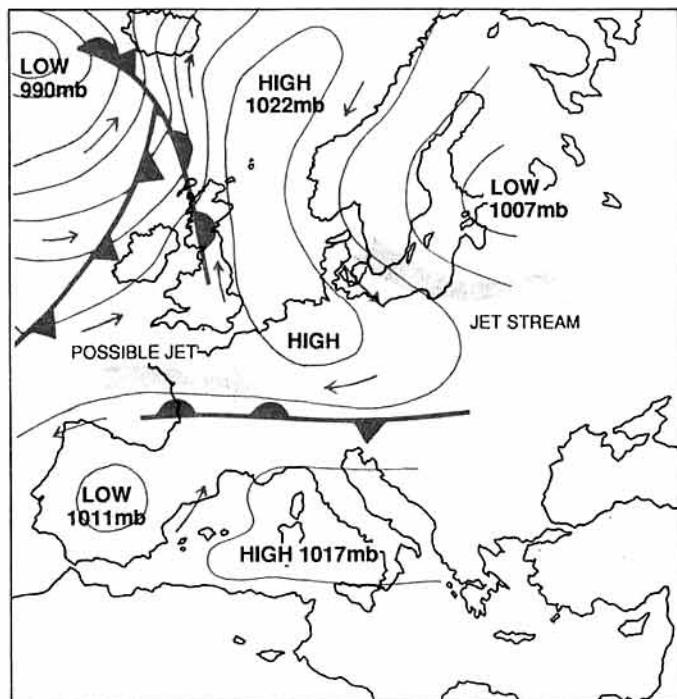 LOW
990mb
HIGH
1022mb
LOW
1007mb
JET STREAM
POSSIBLE JET
HIGH
LOW
1011mb
HIGH 1017mb